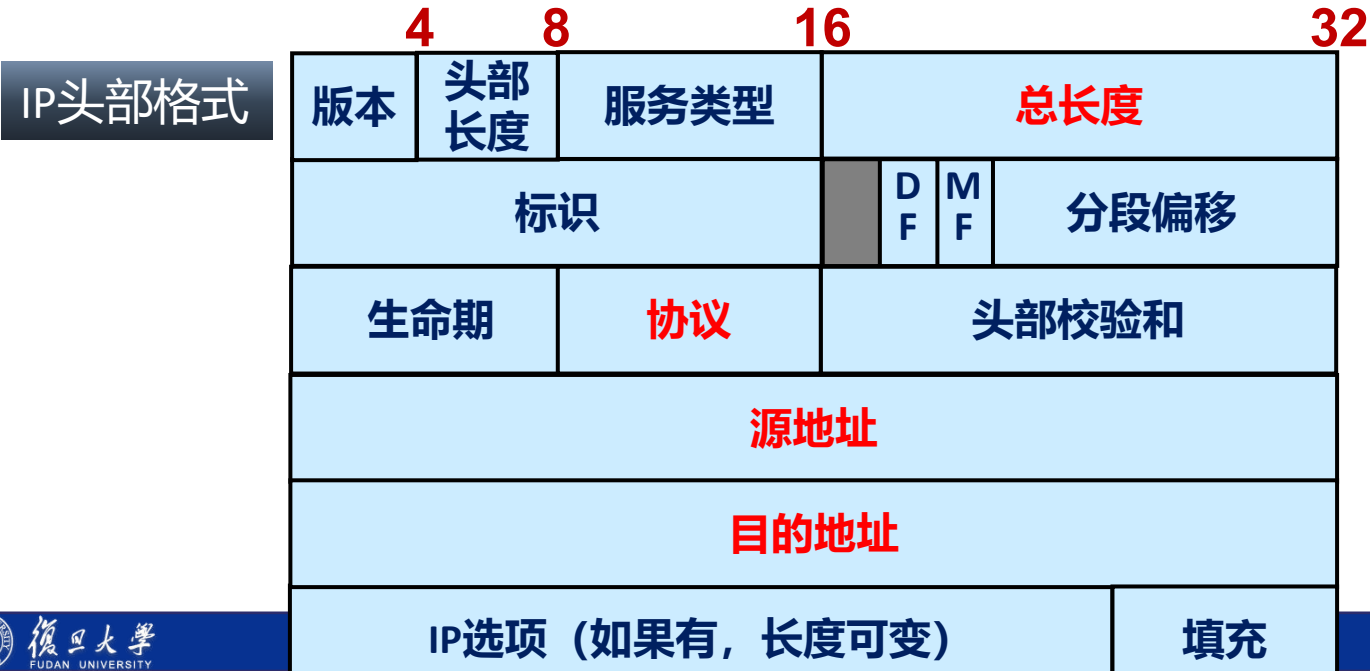 4 8 16 32
IP头部格式
版本 头部长度 服务类型 总长度
标识 DF MF 分段偏移
生命期 协议 头部校验和
源地址
目的地址
IP选项（如果有，长度可变） 填充
復旦大學
FUDAN UNIVERSITY